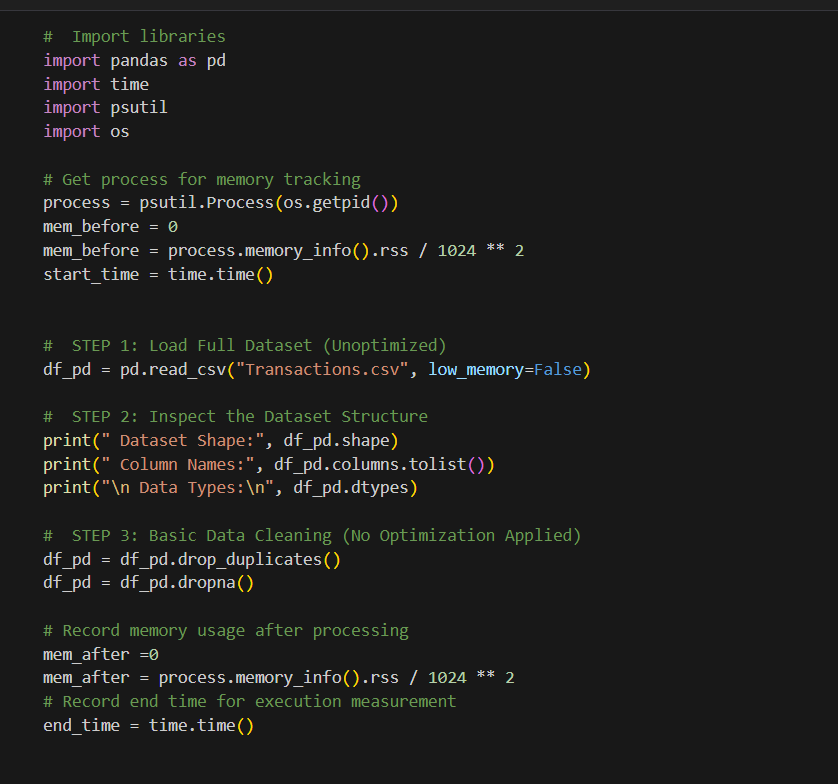 #  Import libraries
import pandas as pd
import time
import psutil
import os
# Get process for memory tracking
process = psutil.Process(os.getpid())
mem_before = 0
mem_before = process.memory_info().rss / 1024 ** 2
start_time = time.time()
#  STEP 1: Load Full Dataset (Unoptimized)
df_pd = pd.read_csv("Transactions.csv", low_memory=False)
#  STEP 2: Inspect the Dataset Structure
print(" Dataset Shape:", df_pd.shape)
print(" Column Names:", df_pd.columns.tolist())
print("\n Data Types:\n", df_pd.dtypes)
#  STEP 3: Basic Data Cleaning (No Optimization Applied)
df_pd = df_pd.drop_duplicates()
df_pd = df_pd.dropna()
# Record memory usage after processing
mem_after =0
mem_after = process.memory_info().rss / 1024 ** 2
# Record end time for execution measurement
end_time = time.time()